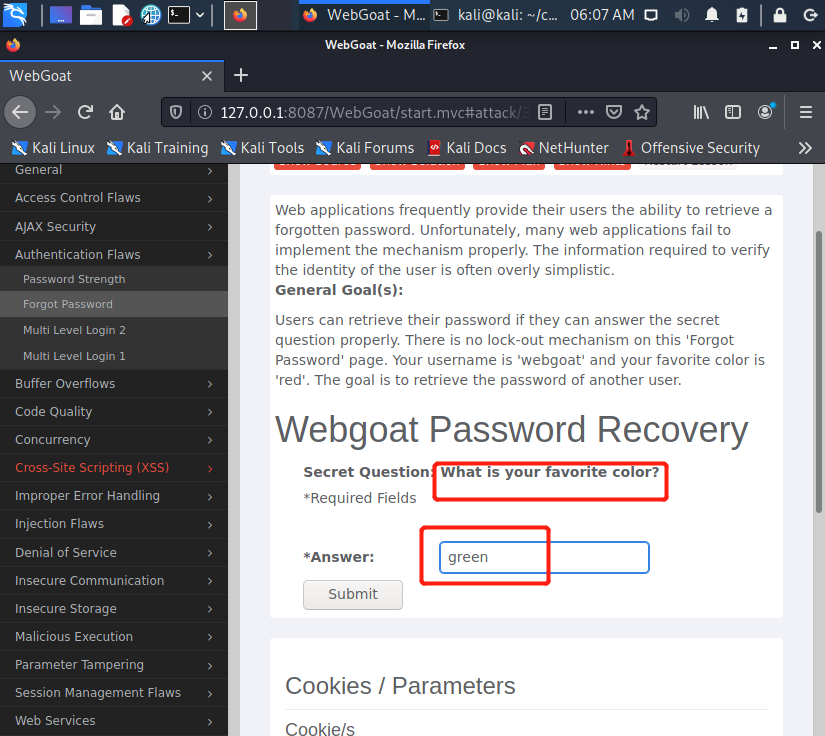 WebGoat - M...
kali@kali: ~/c...
06:07 AM
WebGoat - Mozilla Firefox
WebGoat
127.0.0.1:8087/WebGoat/start.mvc#attack/3
Kali Linux
Kali Training
Kali Tools
Kali Forums
Kali Docs
NetHunter
Offensive Security
General
Access Control Flaws
AJAX Security
Authentication Flaws
Password Strength
Forgot Password
Multi Level Login 2
Multi Level Login 1
Buffer Overflows
Code Quality
Concurrency
Cross-Site Scripting (XSS)
Improper Error Handling
Injection Flaws
Denial of Service
Insecure Communication
Insecure Storage
Malicious Execution
Parameter Tampering
Session Management Flaws
Web Services
Web applications frequently provide their users the ability to retrieve a
forgotten password. Unfortunately, many web applications fail to
implement the mechanism properly. The information required to verify
the identity of the user is often overly simplistic.
General Goal(s):
Users can retrieve their password if they can answer the secret
question properly. There is no lock-out mechanism on this 'Forgot
Password' page. Your username is 'webgoat' and your favorite color is
'red'. The goal is to retrieve the password of another user.
Webgoat Password Recovery
Secret Question: What is your favorite color?
*Required Fields
*Answer: green
Submit
Cookies / Parameters
Cookie/s